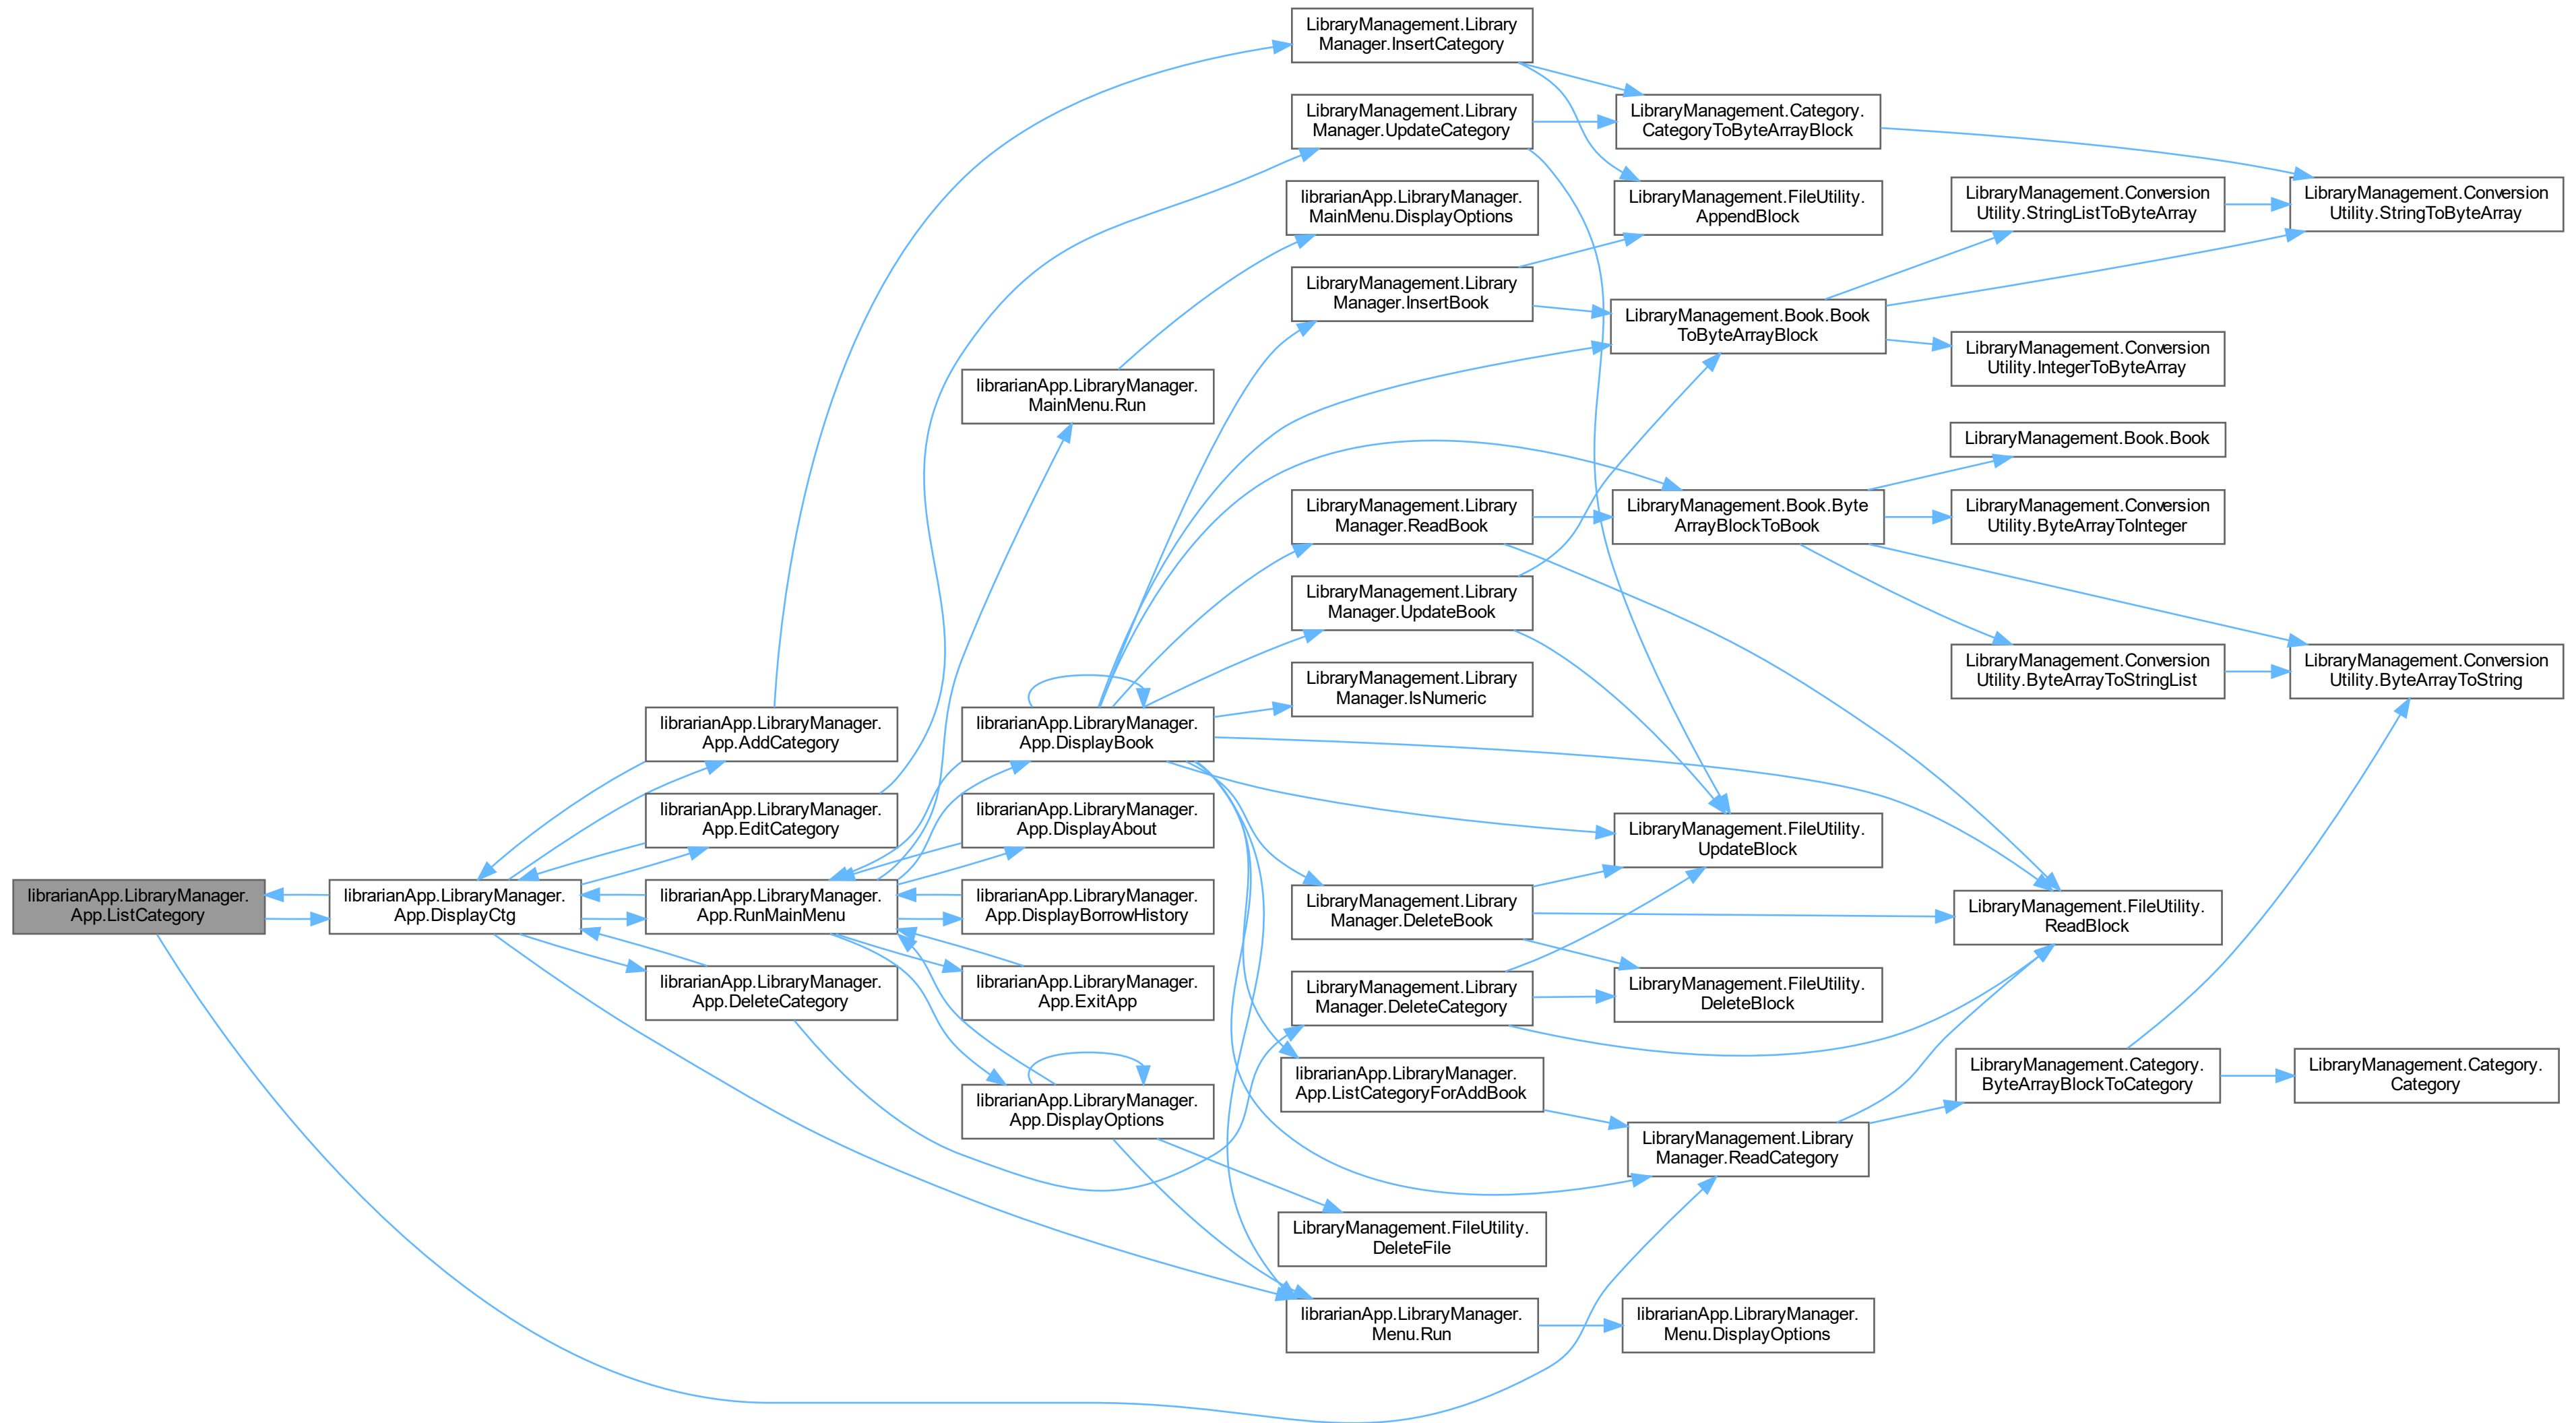 librarianApp.LibraryManager.
App.ListCategory
librarianApp.LibraryManager.
App.DisplayCtg
librarianApp.LibraryManager.
App.AddCategory
librarianApp.LibraryManager.
App.EditCategory
librarianApp.LibraryManager.
App.RunMainMenu
librarianApp.LibraryManager.
App.DeleteCategory
librarianApp.LibraryManager.
MainMenu.Run
librarianApp.LibraryManager.
App.DisplayBook
librarianApp.LibraryManager.
App.DisplayAbout
librarianApp.LibraryManager.
App.DisplayBorrowHistory
librarianApp.LibraryManager.
App.ExitApp
librarianApp.LibraryManager.
App.DisplayOptions
LibraryManagement.Library
Manager.InsertCategory
LibraryManagement.Library
Manager.UpdateCategory
librarianApp.LibraryManager.
MainMenu.DisplayOptions
LibraryManagement.Library
Manager.InsertBook
LibraryManagement.Library
Manager.ReadBook
LibraryManagement.Library
Manager.UpdateBook
LibraryManagement.Library
Manager.IsNumeric
LibraryManagement.Library
Manager.DeleteBook
LibraryManagement.Library
Manager.DeleteCategory
librarianApp.LibraryManager.
App.ListCategoryForAddBook
LibraryManagement.FileUtility.
DeleteFile
librarianApp.LibraryManager.
Menu.Run
LibraryManagement.Category.
CategoryToByteArrayBlock
LibraryManagement.FileUtility.
AppendBlock
LibraryManagement.Book.Book
ToByteArrayBlock
LibraryManagement.Book.Byte
ArrayBlockToBook
LibraryManagement.FileUtility.
UpdateBlock
LibraryManagement.FileUtility.
DeleteBlock
LibraryManagement.Library
Manager.ReadCategory
librarianApp.LibraryManager.
Menu.DisplayOptions
LibraryManagement.Conversion
Utility.StringListToByteArray
LibraryManagement.Conversion
Utility.IntegerToByteArray
LibraryManagement.Book.Book
LibraryManagement.Conversion
Utility.ByteArrayToInteger
LibraryManagement.Conversion
Utility.ByteArrayToStringList
LibraryManagement.FileUtility.
ReadBlock
LibraryManagement.Category.
ByteArrayBlockToCategory
LibraryManagement.Conversion
Utility.StringToByteArray
LibraryManagement.Conversion
Utility.ByteArrayToString
LibraryManagement.Category.
Category